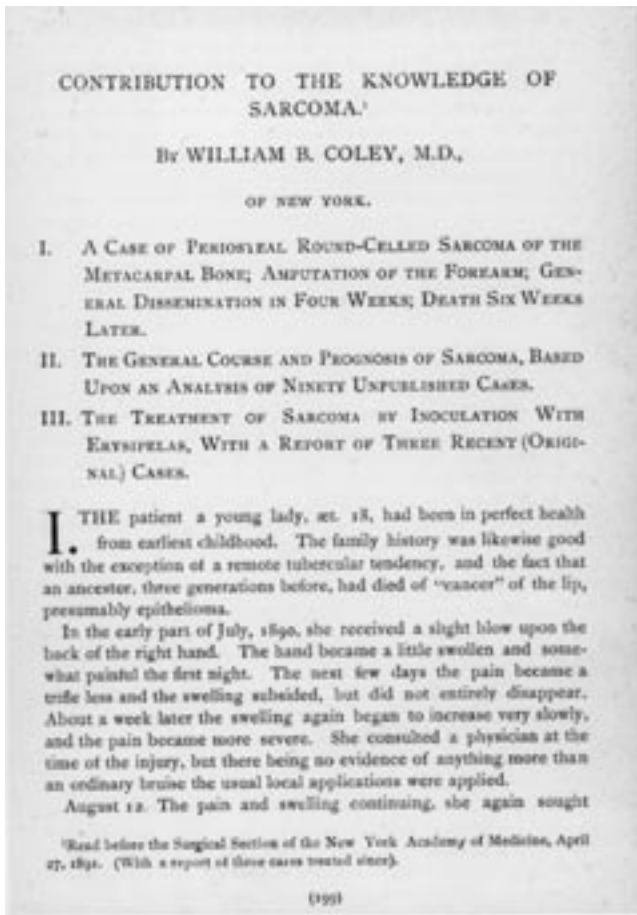 CONTRIBUTION TO THE KNOWLEDGE OF
SARCOMA.¹
BY WILLIAM B. COLEY, M.D.,
OF NEW YORK.
I. A CASE OF PERIOSTEAL ROUND-CELLED SARCOMA OF THE
METACARPAL BONE; AMPUTATION OF THE FOREARM; GEN-
ERAL DISSEMINATION IN FOUR WEEKS; DEATH SIX WEEKS
LATER.
II. THE GENERAL COURSE AND PROGNOSIS OF SARCOMA, BASED
UPON AN ANALYSIS OF NINETY UNPUBLISHED CASES.
III. THE TREATMENT OF SARCOMA BY INOCULATION WITH
ERYSIPELAS, WITH A REPORT OF THREE RECENT (ORIGI-
NAL) CASES.
I. THE patient a young lady, æt. 18, had been in perfect health
from earliest childhood. The family history was likewise good
with the exception of a remote tubercular tendency, and the fact that
an ancestor, three generations before, had died of "cancer" of the lip,
presumably epithelioma.
In the early part of July, 1890, she received a slight blow upon the
back of the right hand. The hand became a little swollen and some-
what painful the first night. The next few days the pain became a
trifle less and the swelling subsided, but did not entirely disappear.
About a week later the swelling again began to increase very slowly,
and the pain became more severe. She consulted a physician at the
time of the injury, but there being no evidence of anything more than
an ordinary bruise the usual local applications were applied.
August 12. The pain and swelling continuing, she again sought
¹Read before the Surgical Section of the New York Academy of Medicine, April
27, 1891. (With a report of three cases treated since).
(199)